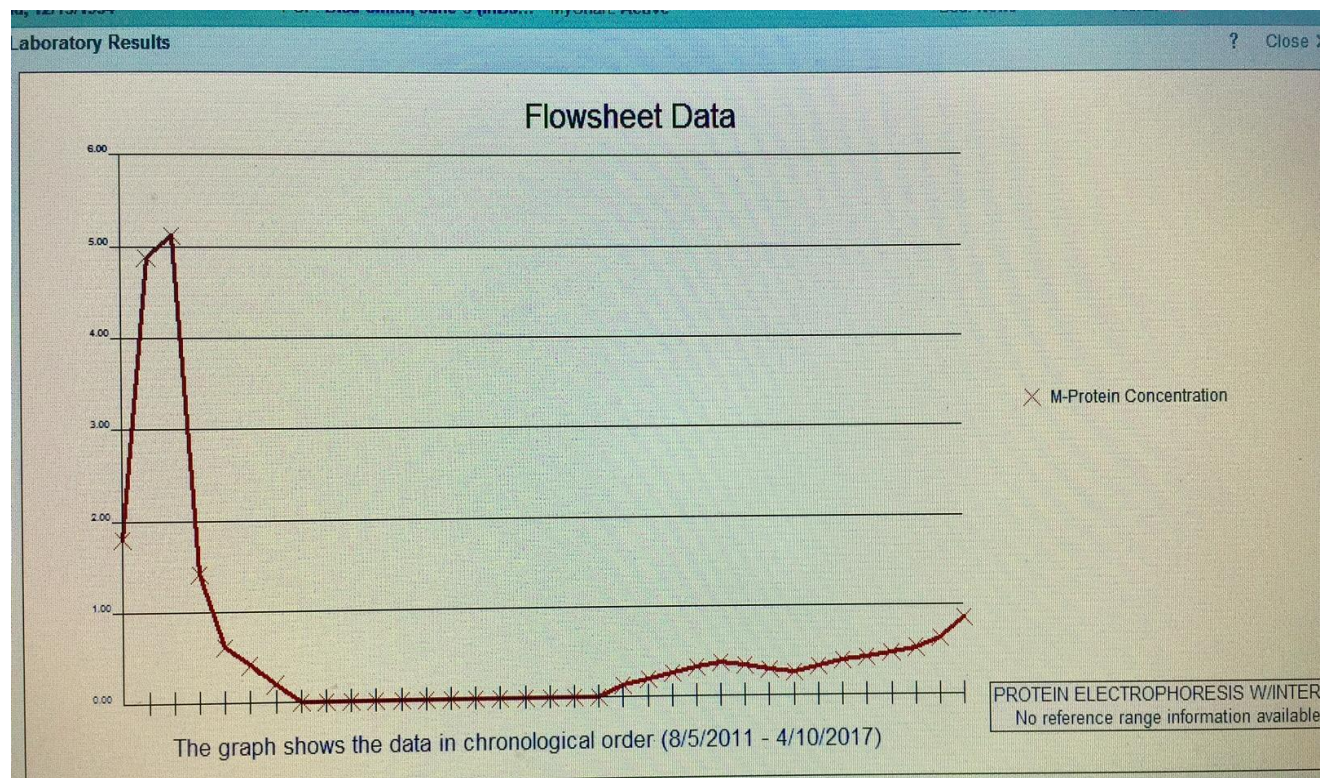 Laboratory Results
? Close
Flowsheet Data
6.00
5.00
4.00
3.00
2.00
1.00
0.00
M-Protein Concentration
PROTEIN ELECTROPHORESIS W/INTER
No reference range information available
The graph shows the data in chronological order (8/5/2011 - 4/10/2017)